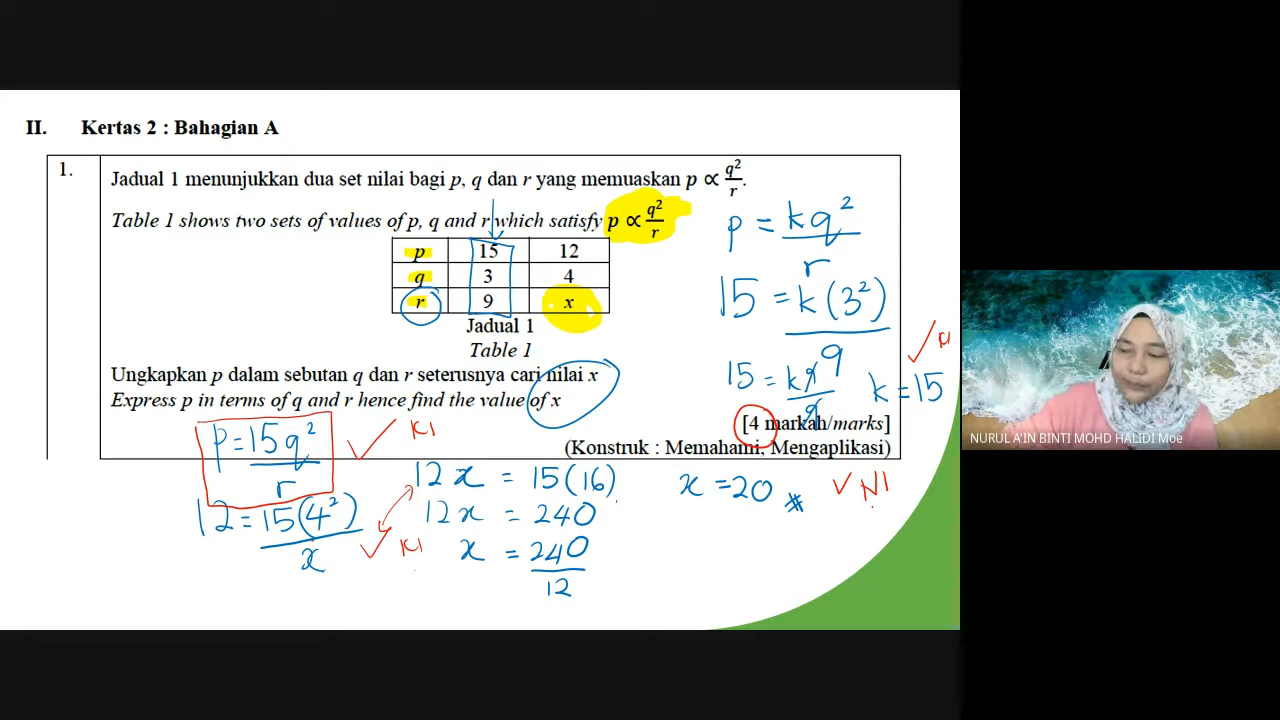 II. Kertas 2 : Bahagian A
1.
Jadual 1 menunjukkan dua set nilai bagi p, q dan r yang memuaskan p ∝ q²/r.
Table 1 shows two sets of values of p, q and r which satisfy p ∝ q²/r
p 15 12
q 3 4
r 9 x
Jadual 1
Table 1
Ungkapkan p dalam sebutan q dan r seterusnya cari nilai x
Express p in terms of q and r hence find the value of x
[4 markah/marks]
(Konstruk : Memahami, Mengaplikasi)
p = kq²/r
15 = k(3²)/9
15 = k9/9
k = 15 ✓ K1
p = 15q²/r ✓ K1
12 = 15(4²)/x ✓ K1
12x = 15(16)
12x = 240
x = 240/12
x = 20 ✓ N1
NURUL A'IN BINTI MOHD HALIDI Moe